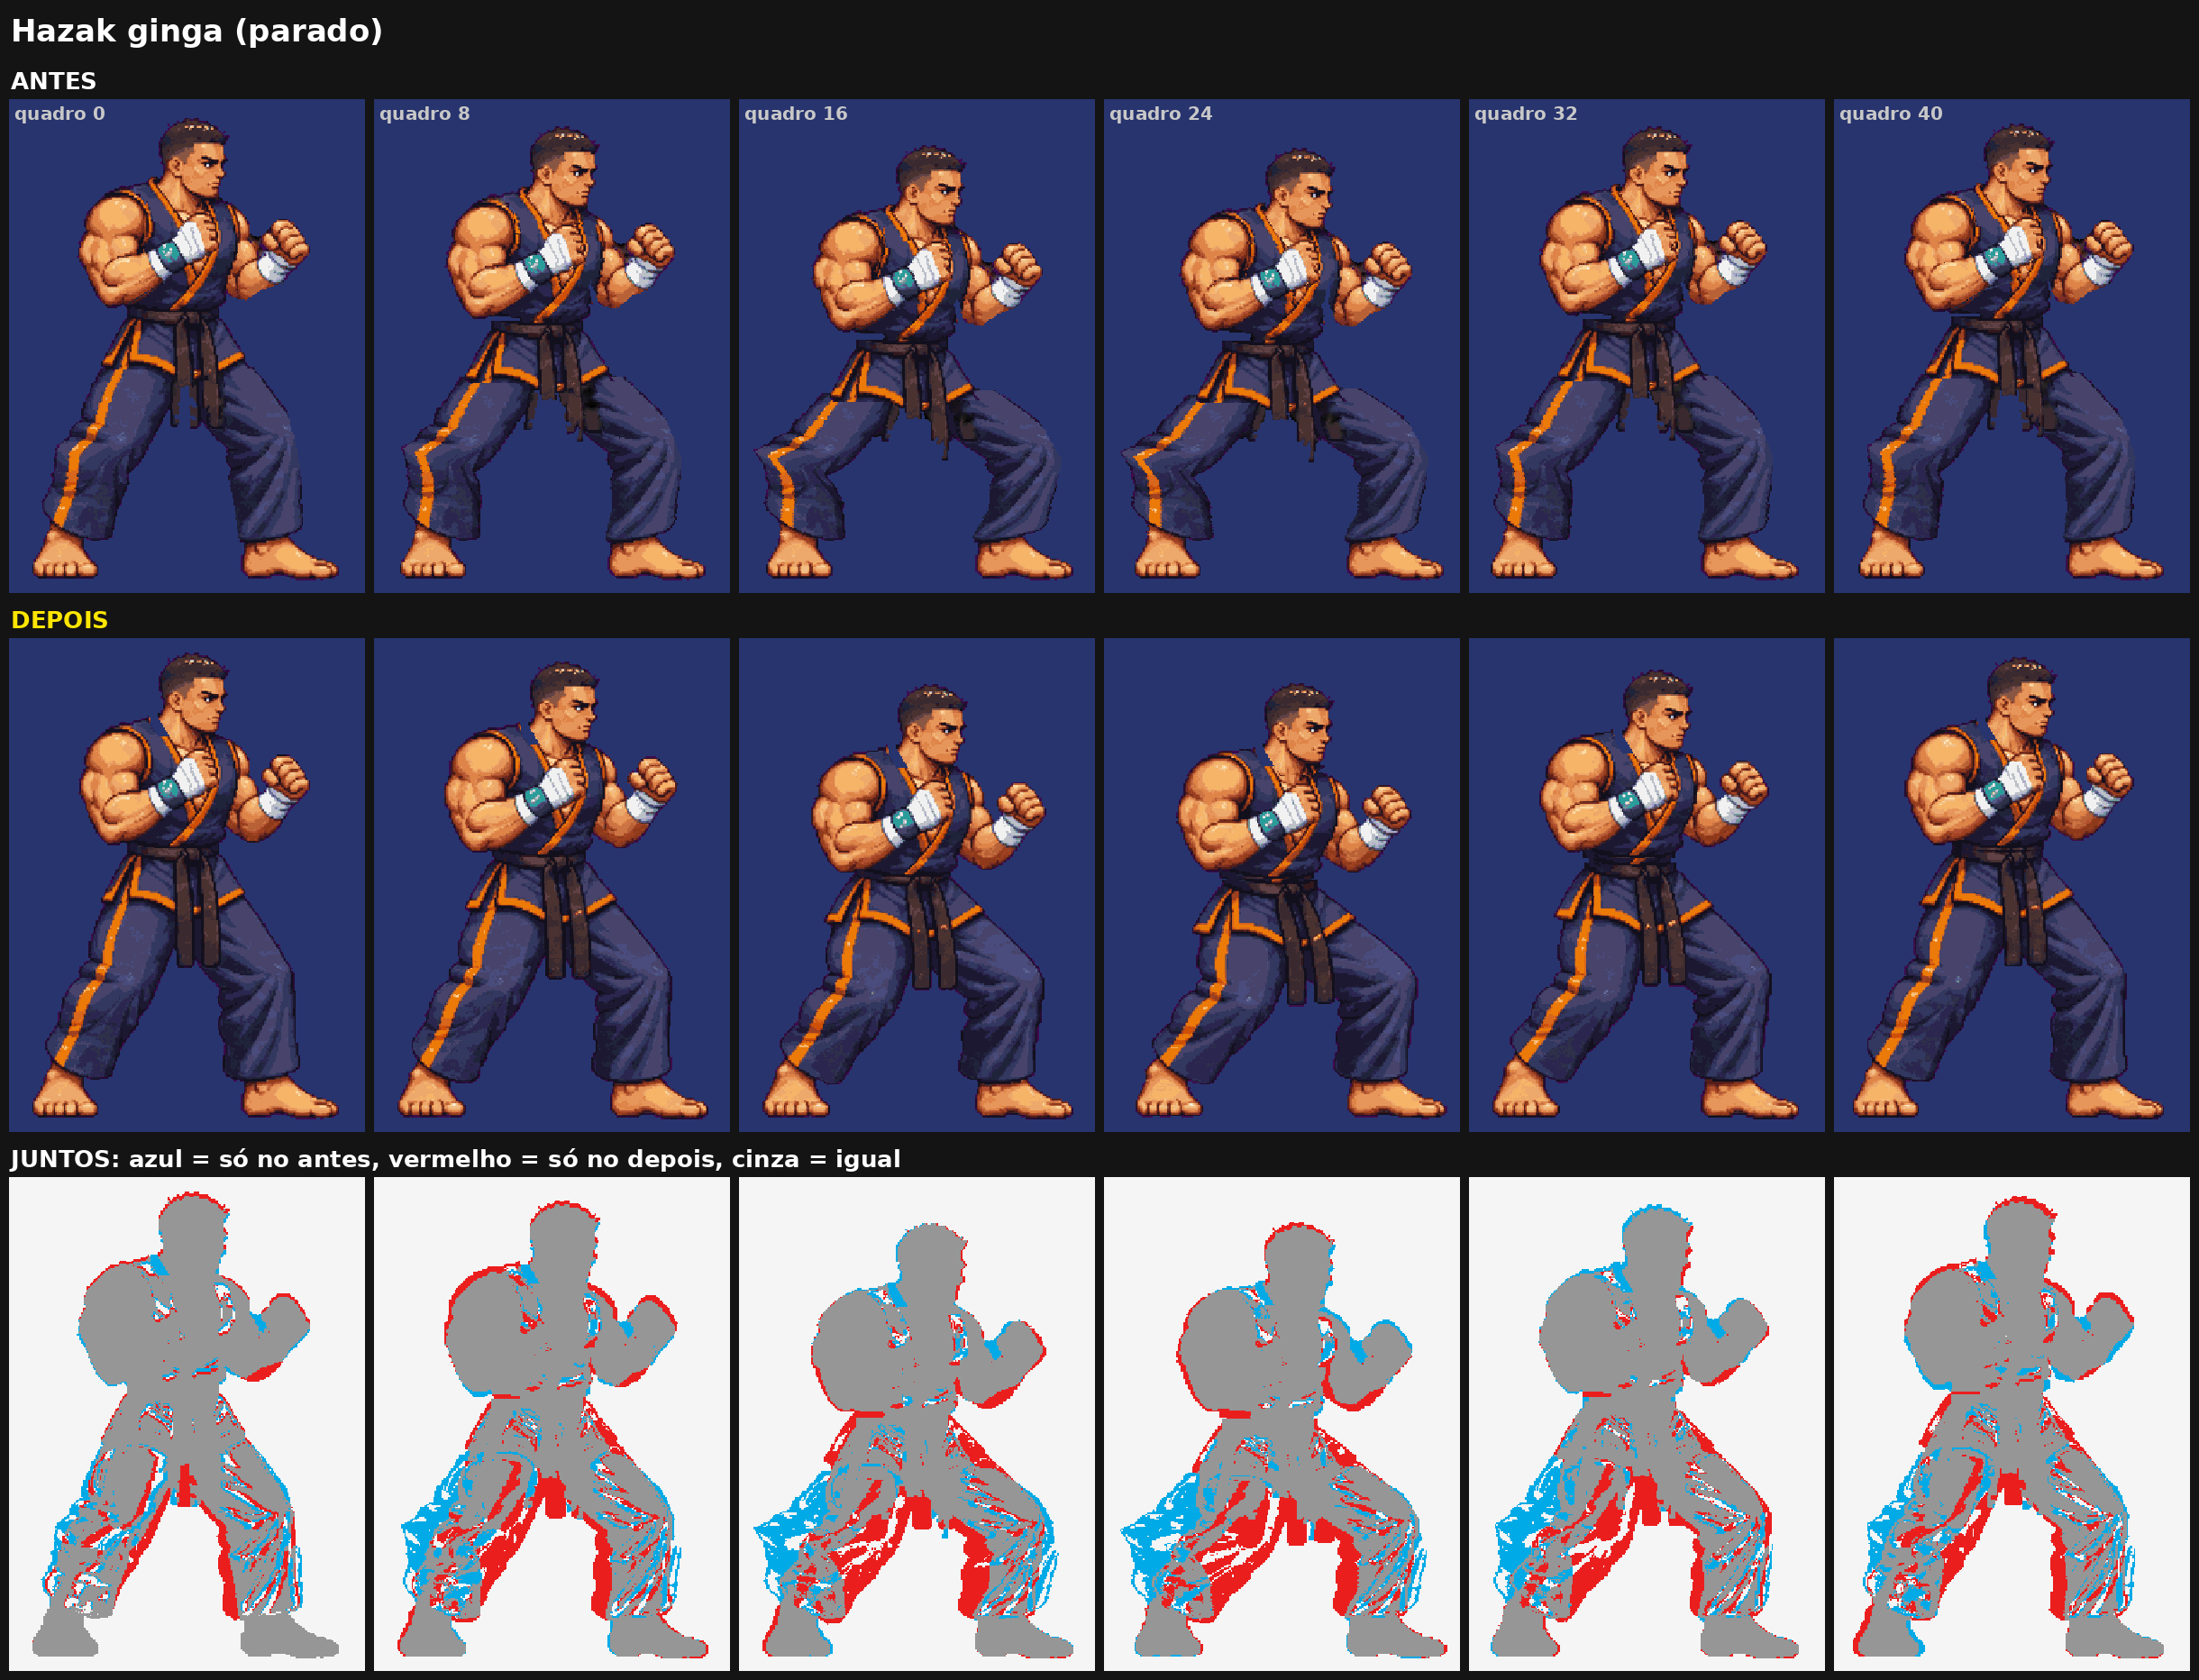 Hazak ginga (parado)
ANTES
quadro 0
quadro 8
quadro 16
quadro 24
quadro 32
quadro 40
DEPOIS
JUNTOS: azul = só no antes, vermelho = só no depois, cinza = igual